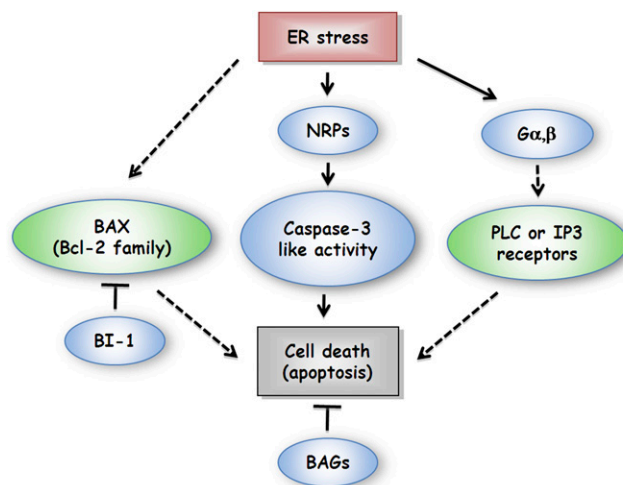 ER stress
NRPs
Gα,β
BAX
(Bcl-2 family)
Caspase-3
like activity
PLC or IP3
receptors
BI-1
Cell death
(apoptosis)
BAGs